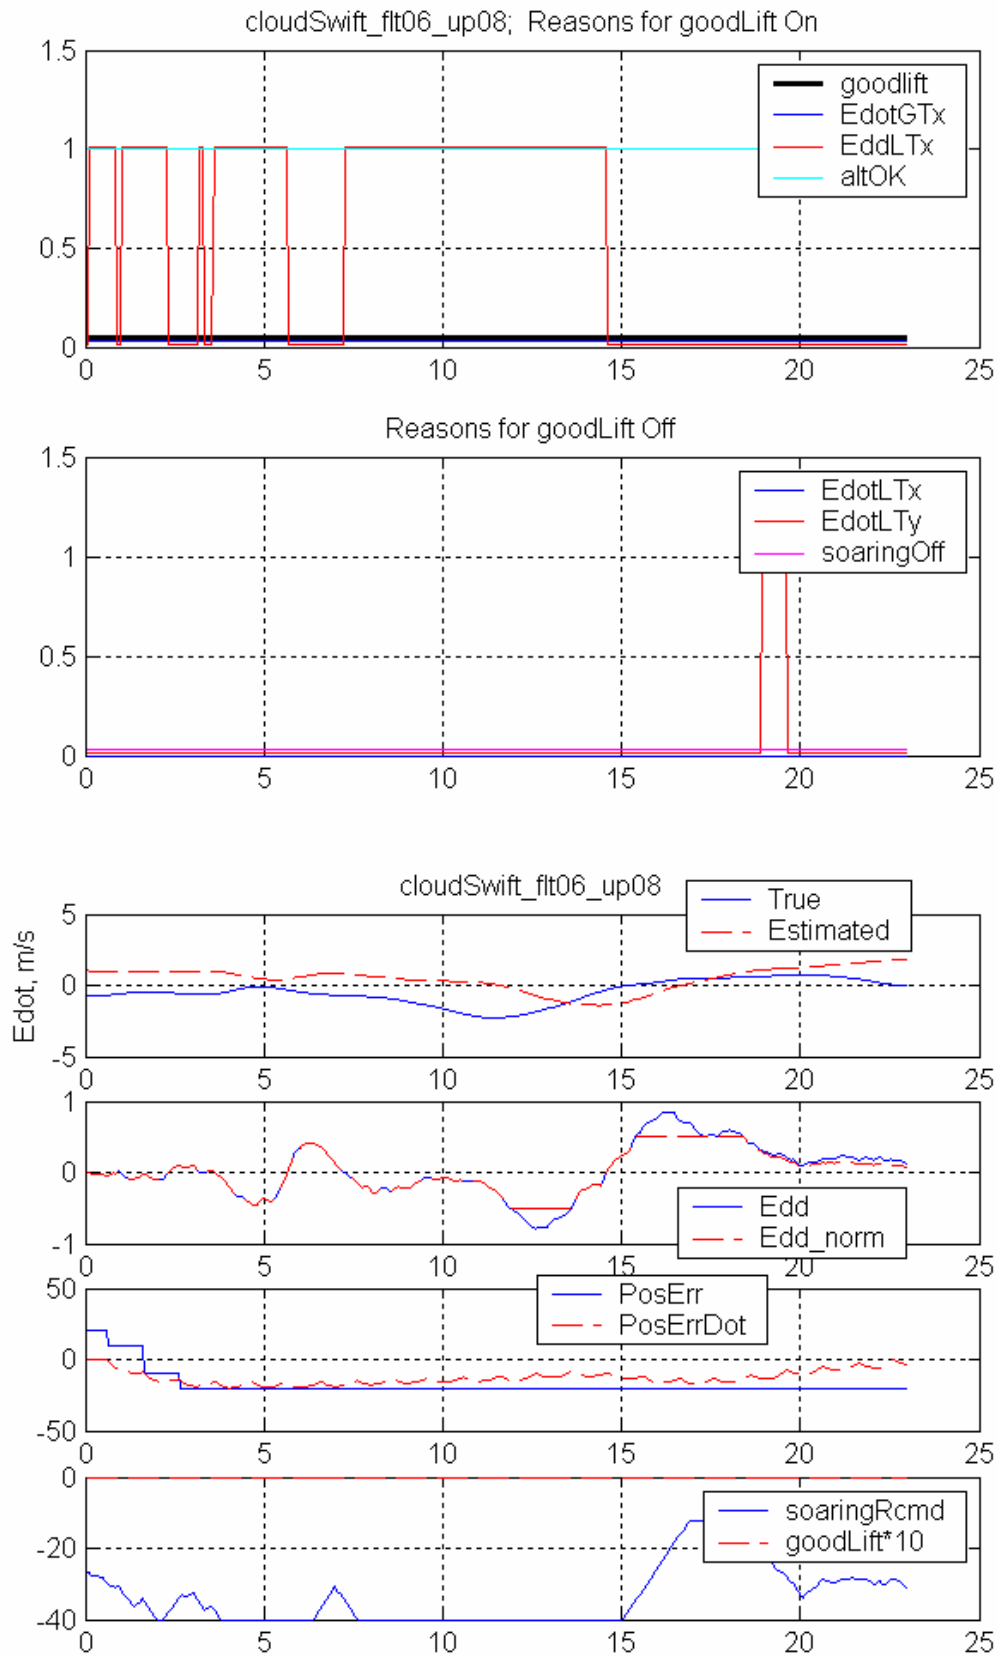 cloudSwift_flt06_up08;  Reasons for goodLift On
1.5
1
0.5
0
goodlift
EdotGTx
EddLTx
altOK
0 5 10 15 20 25
Reasons for goodLift Off
1.5
1
0.5
0
EdotLTx
EdotLTy
soaringOff
0 5 10 15 20 25
cloudSwift_flt06_up08
Edot, m/s
5
0
-5
True
Estimated
0 5 10 15 20 25
1
0
-1
Edd
Edd_norm
0 5 10 15 20 25
50
0
-50
PosErr
PosErrDot
0 5 10 15 20 25
0
-20
-40
soaringRcmd
goodLift*10
0 5 10 15 20 25